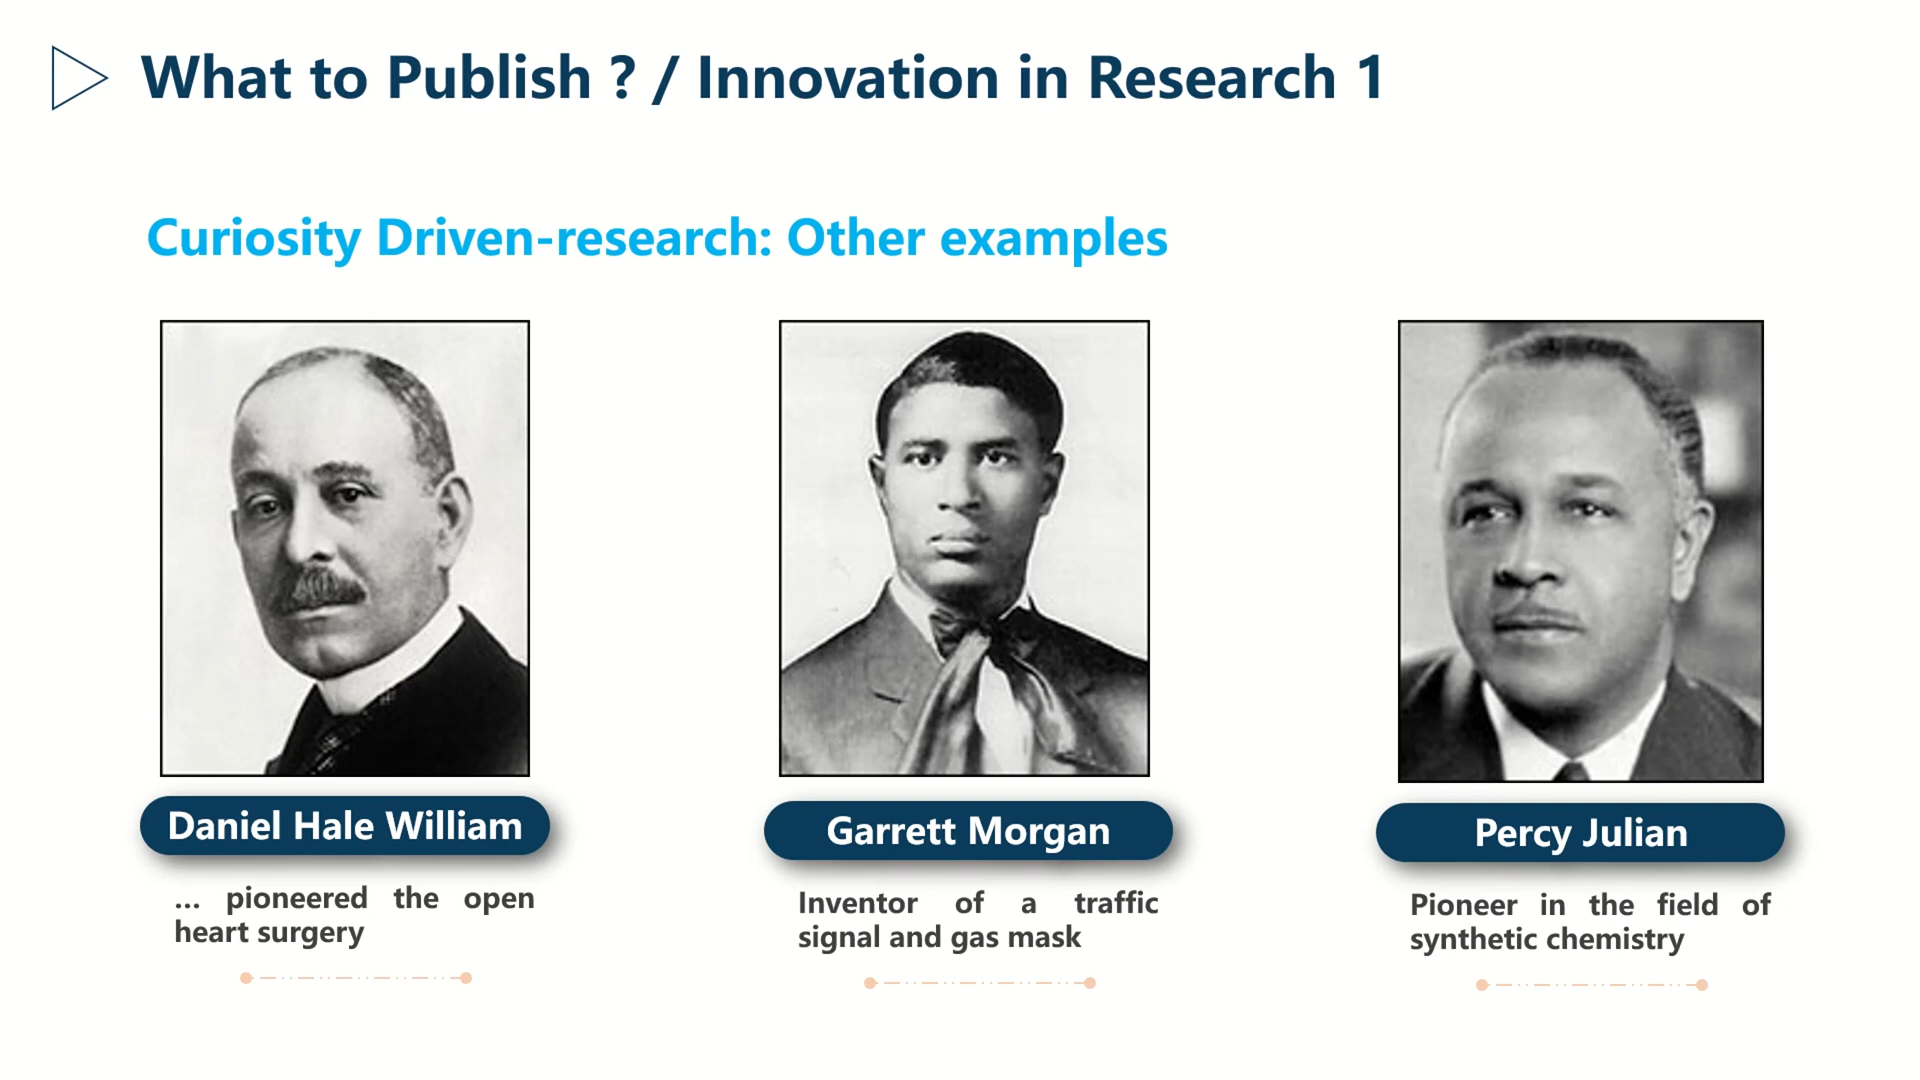 What to Publish ? / Innovation in Research 1
Curiosity Driven-research: Other examples
Daniel Hale William
... pioneered the open
heart surgery
Garrett Morgan
Inventor of a traffic
signal and gas mask
Percy Julian
Pioneer in the field of
synthetic chemistry